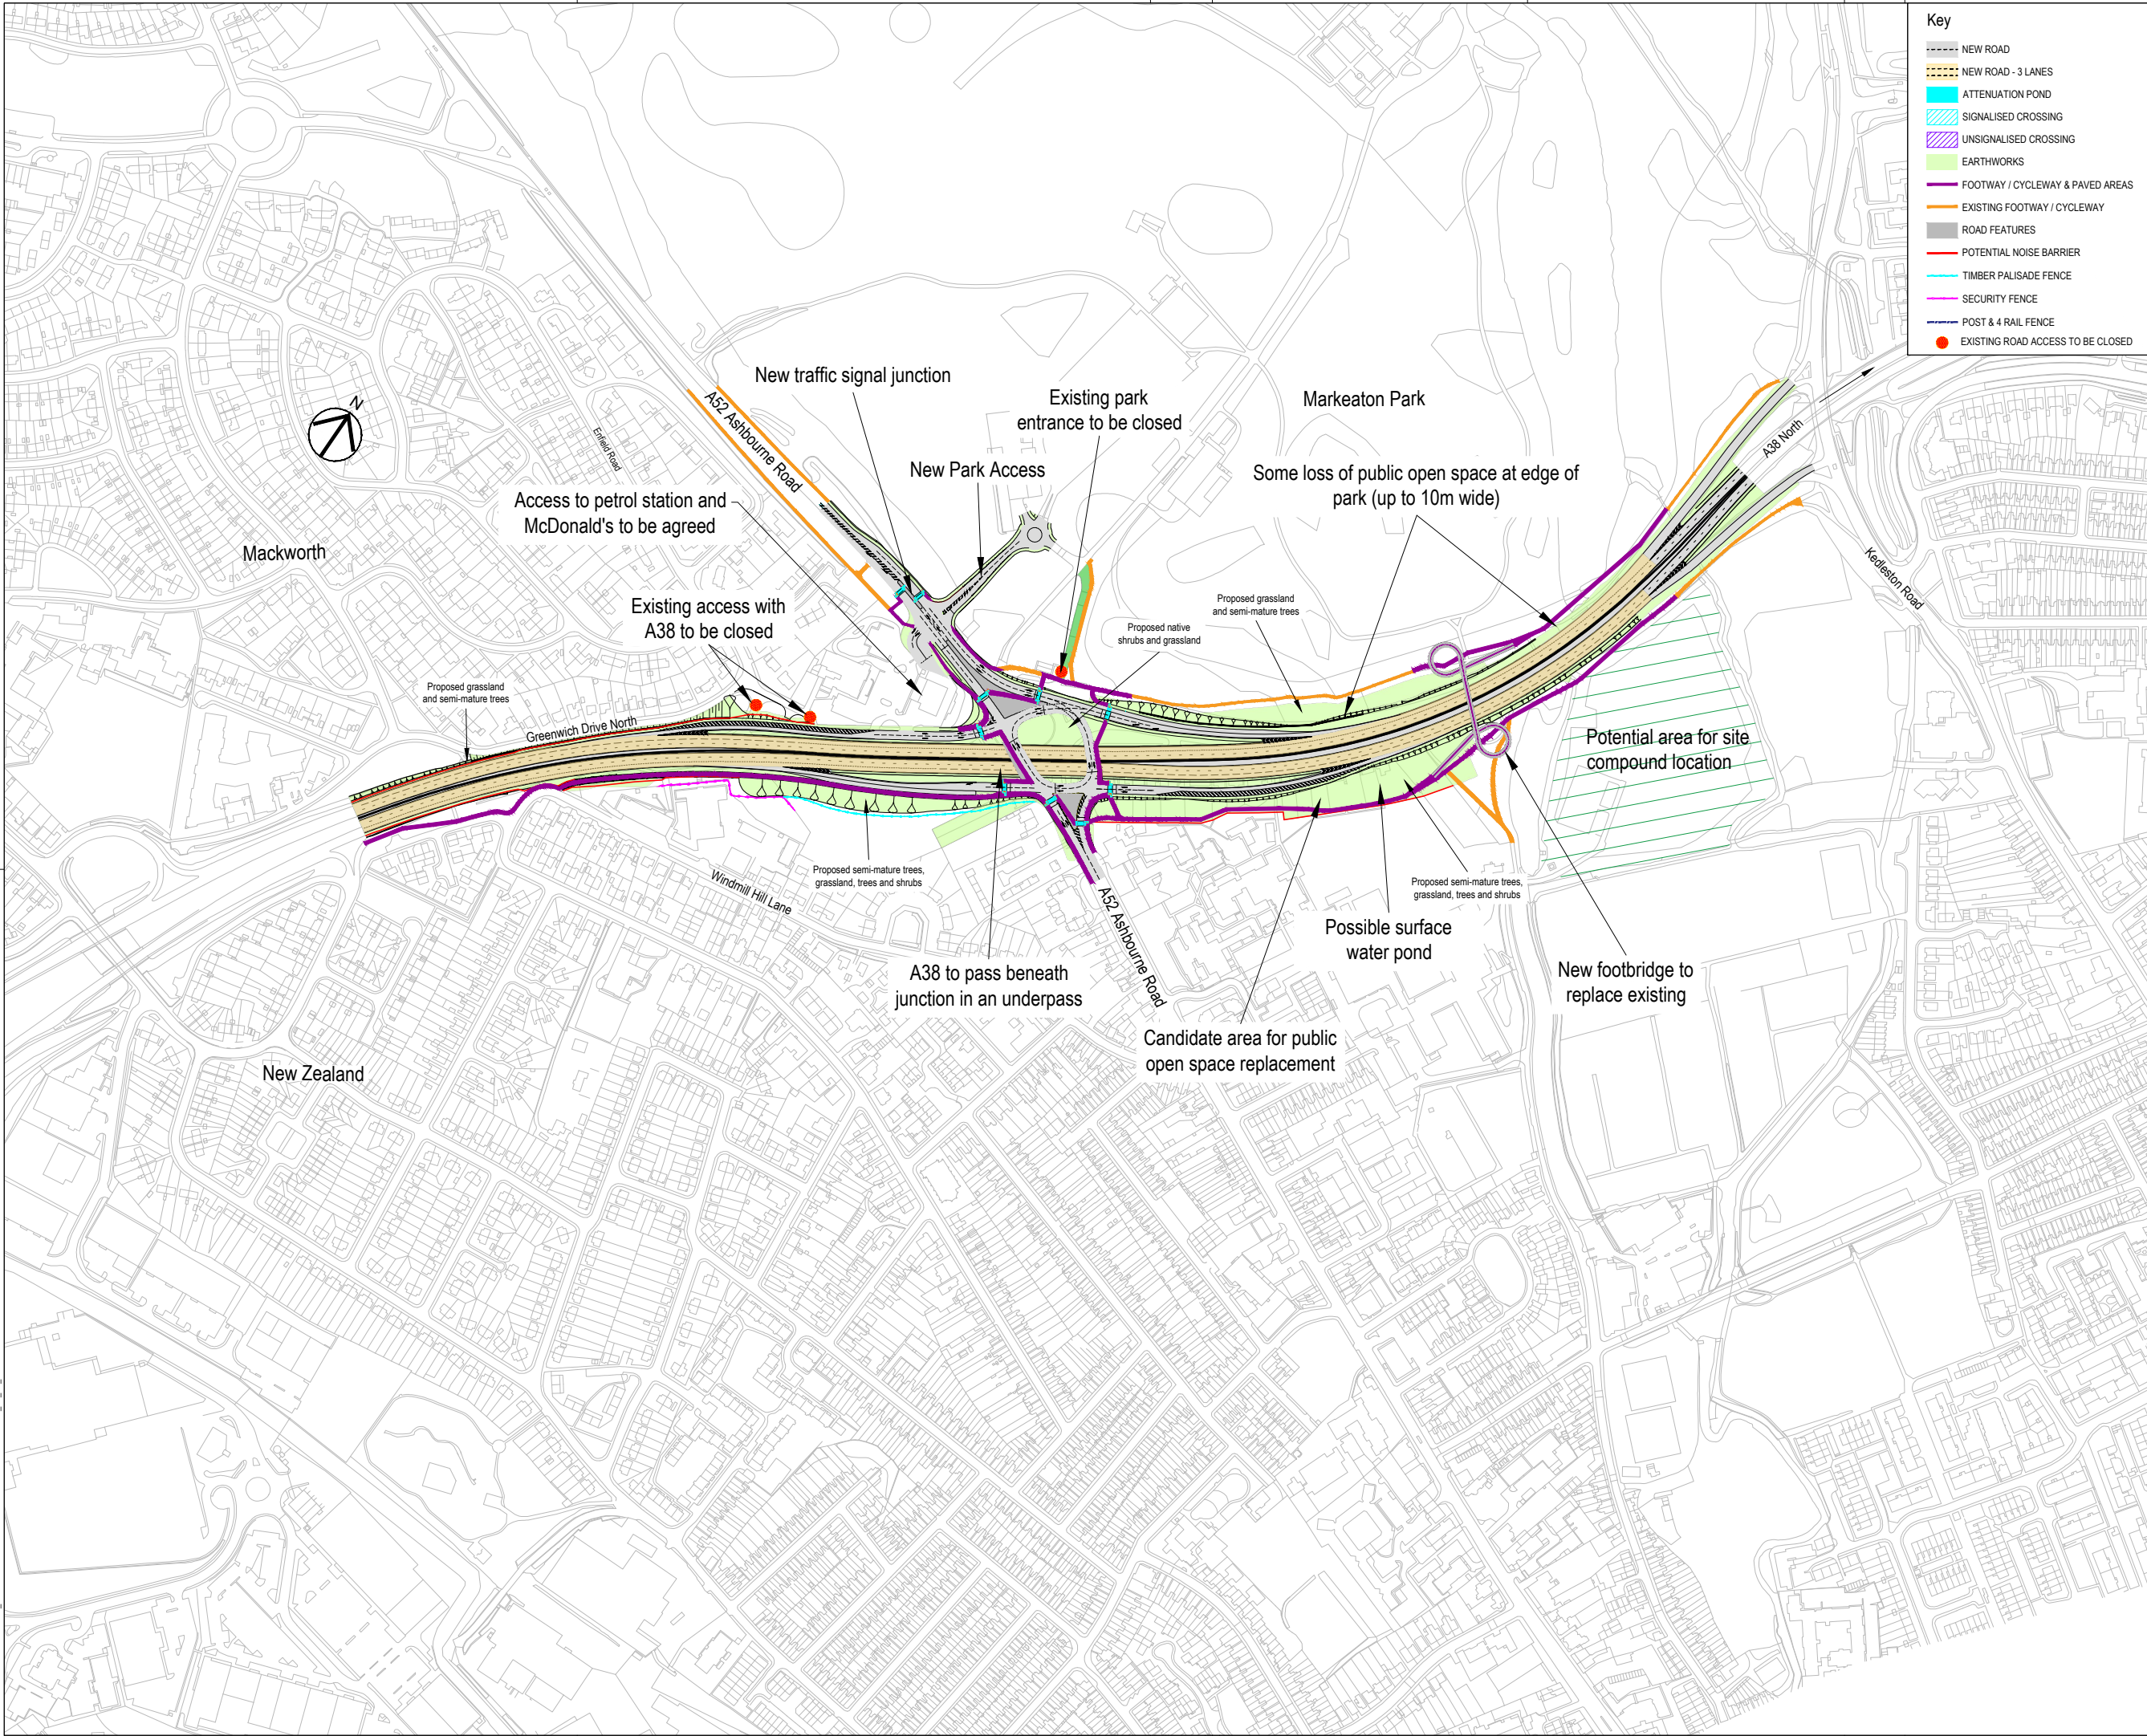 Key
NEW ROAD
NEW ROAD - 3 LANES
ATTENUATION POND
SIGNALISED CROSSING
UNSIGNALISED CROSSING
EARTHWORKS
FOOTWAY / CYCLEWAY & PAVED AREAS
EXISTING FOOTWAY / CYCLEWAY
ROAD FEATURES
POTENTIAL NOISE BARRIER
TIMBER PALISADE FENCE
SECURITY FENCE
POST & 4 RAIL FENCE
EXISTING ROAD ACCESS TO BE CLOSED
New traffic signal junction
Existing park
entrance to be closed
Markeaton Park
A52 Ashbourne Road
N
Enfield Road
A38 North
New Park Access
Some loss of public open space at edge of
park (up to 10m wide)
Access to petrol station and
McDonald's to be agreed
Mackworth
Kedleston Road
Existing access with
A38 to be closed
Proposed grassland
and semi-mature trees
Proposed native
shrubs and grassland
Proposed grassland
and semi-mature trees
Greenwich Drive North
Potential area for site
compound location
Windmill Hill Lane
Proposed semi-mature trees,
grassland, trees and shrubs
Proposed semi-mature trees,
grassland, trees and shrubs
A52 Ashbourne Road
Possible surface
water pond
A38 to pass beneath
junction in an underpass
New footbridge to
replace existing
Candidate area for public
open space replacement
New Zealand